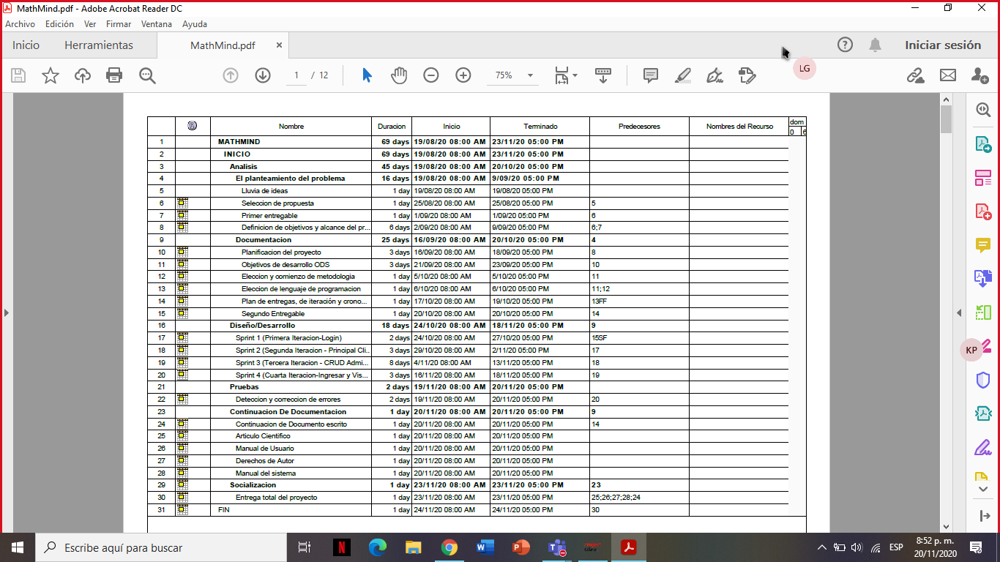 MathMind.pdf - Adobe Acrobat Reader DC
Archivo Edición Ver Firmar Ventana Ayuda
Inicio Herramientas MathMind.pdf × Iniciar sesión
1 / 12 75% LG
Nombre Duracion Inicio Terminado Predecesores Nombres del Recurso dom
0 6
1 MATHMIND 69 days 19/08/20 08:00 AM 23/11/20 05:00 PM
2 INICIO 69 days 19/08/20 08:00 AM 23/11/20 05:00 PM
3 Analisis 45 days 19/08/20 08:00 AM 20/10/20 05:00 PM
4 El planteamiento del problema 16 days 19/08/20 08:00 AM 9/09/20 05:00 PM
5 Lluvia de ideas 1 day 19/08/20 08:00 AM 19/08/20 05:00 PM
6 Seleccion de propuesta 1 day 25/08/20 08:00 AM 25/08/20 05:00 PM 5
7 Primer entregable 1 day 1/09/20 08:00 AM 1/09/20 05:00 PM 6
8 Definicion de objetivos y alcance del pr... 6 days 2/09/20 08:00 AM 9/09/20 05:00 PM 6;7
9 Documentacion 25 days 16/09/20 08:00 AM 20/10/20 05:00 PM 4
10 Planificacion del proyecto 3 days 16/09/20 08:00 AM 18/09/20 05:00 PM 8
11 Objetivos de desarrollo ODS 3 days 21/09/20 08:00 AM 23/09/20 05:00 PM 10
12 Eleccion y comienzo de metodologia 1 day 5/10/20 08:00 AM 5/10/20 05:00 PM 11
13 Eleccion de lenguaje de programacion 1 day 6/10/20 08:00 AM 6/10/20 05:00 PM 11;12
14 Plan de entregas, de iteración y crono... 1 day 17/10/20 08:00 AM 19/10/20 05:00 PM 13FF
15 Segundo Entregable 1 day 20/10/20 08:00 AM 20/10/20 05:00 PM 14
16 Diseño/Desarrollo 18 days 24/10/20 08:00 AM 18/11/20 05:00 PM 9
17 Sprint 1 (Primera Iteracion-Login) 2 days 24/10/20 08:00 AM 27/10/20 05:00 PM 15SF
18 Sprint 2 (Segunda Iteracion - Principal Cli.. 3 days 29/10/20 08:00 AM 2/11/20 05:00 PM 17
19 Sprint 3 (Tercera Iteracion - CRUD Admi... 8 days 4/11/20 08:00 AM 13/11/20 05:00 PM 18
20 Sprint 4 (Cuarta Iteracion-Ingresar y Vis... 3 days 16/11/20 08:00 AM 18/11/20 05:00 PM 19
21 Pruebas 2 days 19/11/20 08:00 AM 20/11/20 05:00 PM
22 Deteccion y correccion de errores 2 days 19/11/20 08:00 AM 20/11/20 05:00 PM 20
23 Continuacion De Documentacion 1 day 20/11/20 08:00 AM 20/11/20 05:00 PM 9
24 Continuacion de Documento escrito 1 day 20/11/20 08:00 AM 20/11/20 05:00 PM 14
25 Articulo Cientifico 1 day 20/11/20 08:00 AM 20/11/20 05:00 PM
26 Manual de Usuario 1 day 20/11/20 08:00 AM 20/11/20 05:00 PM
27 Derechos de Autor 1 day 20/11/20 08:00 AM 20/11/20 05:00 PM
28 Manual del sistema 1 day 20/11/20 08:00 AM 20/11/20 05:00 PM
29 Socializacion 1 day 23/11/20 08:00 AM 23/11/20 05:00 PM 23
30 Entrega total del proyecto 1 day 23/11/20 08:00 AM 23/11/20 05:00 PM 25;26;27;28;24
31 FIN 1 day 24/11/20 08:00 AM 24/11/20 05:00 PM 30
KP
Escribe aquí para buscar ESP 8:52 p. m.
20/11/2020